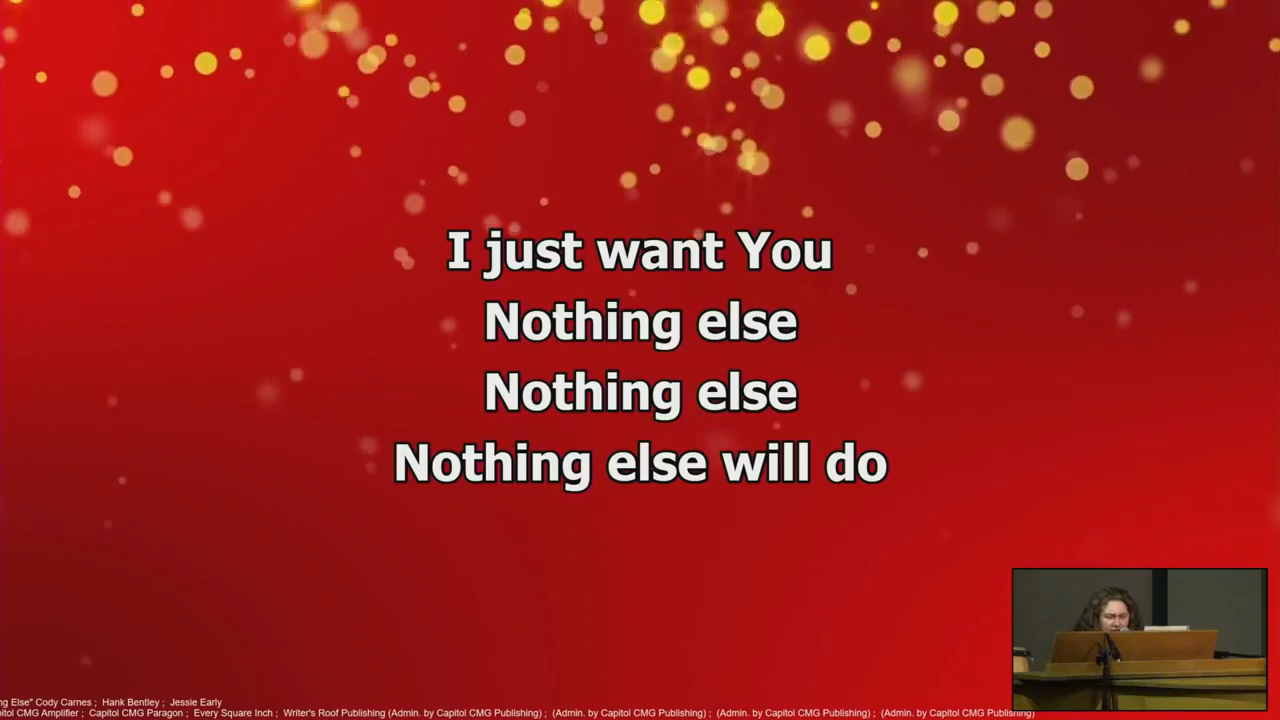 I just want You
Nothing else
Nothing else
Nothing else will do
ng Else" Cody Carnes ; Hank Bentley ; Jessie Early
itol CMG Amplifier ; Capitol CMG Paragon ; Every Square Inch ; Writer's Roof Publishing (Admin. by Capitol CMG Publishing) ; (Admin. by Capitol CMG Publishing) ; (Admin. by Capitol CMG Publishing) ; (Admin. by Capitol CMG Publishing)